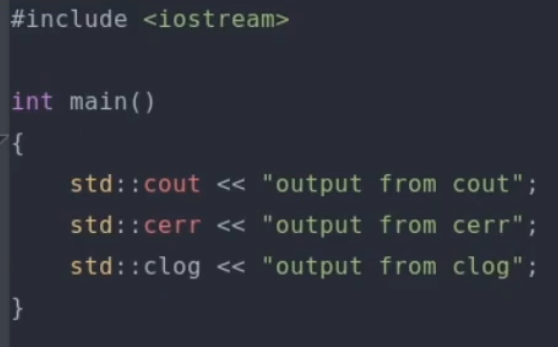 #include <iostream>

int main()
{
    std::cout << "output from cout";
    std::cerr << "output from cerr";
    std::clog << "output from clog";
}